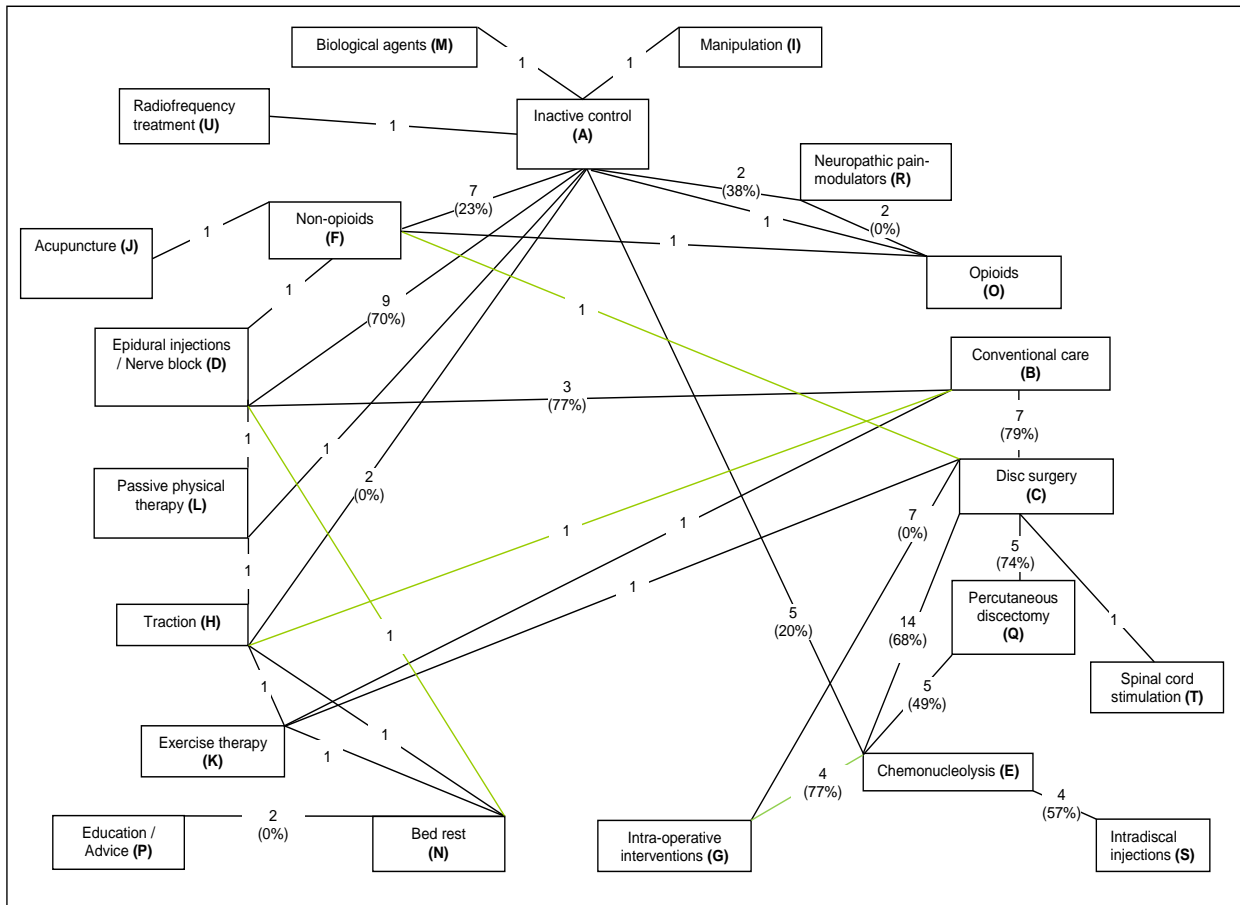 Biological agents (M)
Manipulation (I)
1
1
Radiofrequency
treatment (U)
1
Inactive control
(A)
Neuropathic pain-
modulators (R)
2
(38%)
7
(23%)
Non-opioids
(F)
1
2
(0%)
1
Acupuncture (J)
1
1
Opioids
(O)
1
9
(70%)
1
Epidural injections
/ Nerve block (D)
Conventional care
(B)
3
(77%)
7
(79%)
1
1
2
(0%)
Passive physical
therapy (L)
Disc surgery
(C)
1
1
7
(0%)
5
(74%)
1
1
Traction (H)
1
5
(20%)
14
(68%)
Percutaneous
discectomy
(Q)
1
Spinal cord
stimulation (T)
1
5
(49%)
Exercise therapy
(K)
1
1
4
(77%)
Chemonucleolysis (E)
4
(57%)
Education /
Advice (P)
2
(0%)
Bed rest
(N)
Intra-operative
interventions (G)
Intradiscal
injections (S)